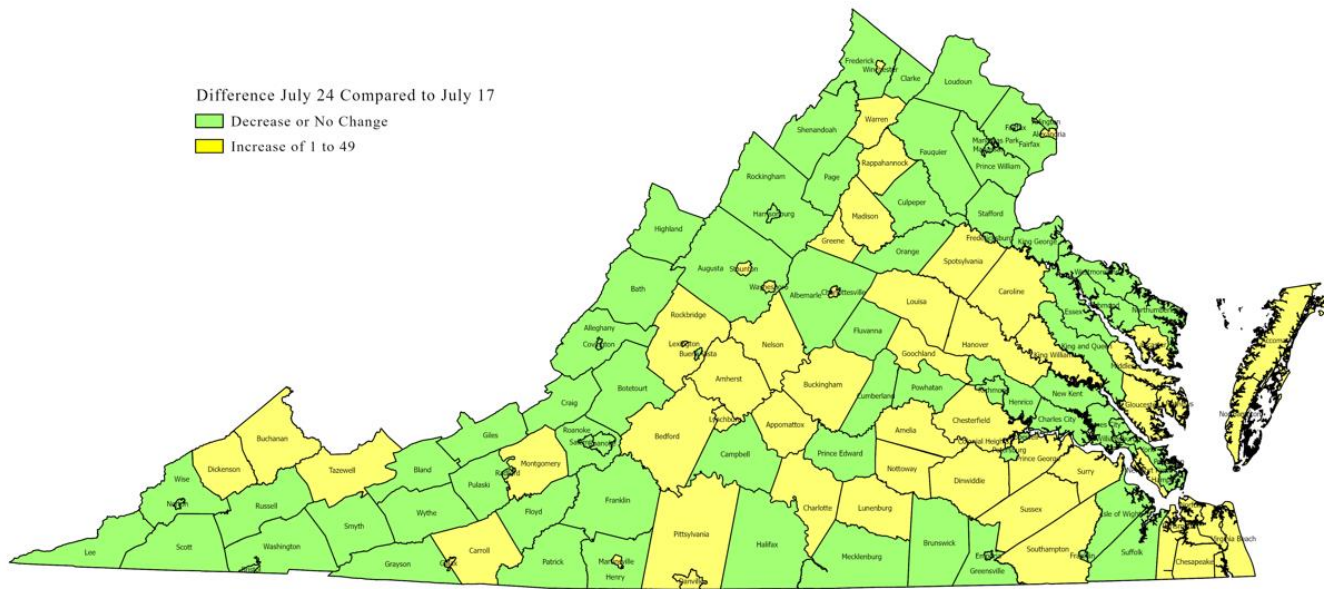 Difference July 24 Compared to July 17
Decrease or No Change
Increase of 1 to 49
Frederick
Winchester
Clarke
Loudoun
Warren
Shenandoah
Fairfax
Alexandria
Fairfax
Rappahannock
Fauquier
Prince William
Rockingham
Page
Culpeper
Madison
Stafford
Harrisonburg
Highland
Greene
Orange
Fredericksburg
King George
Augusta
Staunton
Spotsylvania
Bath
Waynesboro
Albemarle
Charlottesville
Caroline
Louisa
Essex
Rockbridge
Alleghany
Fluvanna
Nelson
Hanover
King and Queen
Covington
Lexington
Buena Vista
Goochland
King William
Amherst
Buckingham
Botetourt
Powhatan
Cumberland
Henrico
New Kent
Craig
Lynchburg
Appomattox
Chesterfield
Charles City
Roanoke
Amelia
Buchanan
Giles
Bedford
Campbell
Prince Edward
Prince George
Dickenson
Tazewell
Bland
Montgomery
Nottoway
Surry
Wise
Pulaski
Dinwiddie
Russell
Wythe
Floyd
Franklin
Charlotte
Lunenburg
Sussex
Isle of Wight
Smyth
Pittsylvania
Southampton
Lee
Scott
Washington
Carroll
Halifax
Mecklenburg
Brunswick
Franklin
Suffolk
Virginia Beach
Grayson
Patrick
Martinsville
Henry
Danville
Greensville
Chesapeake